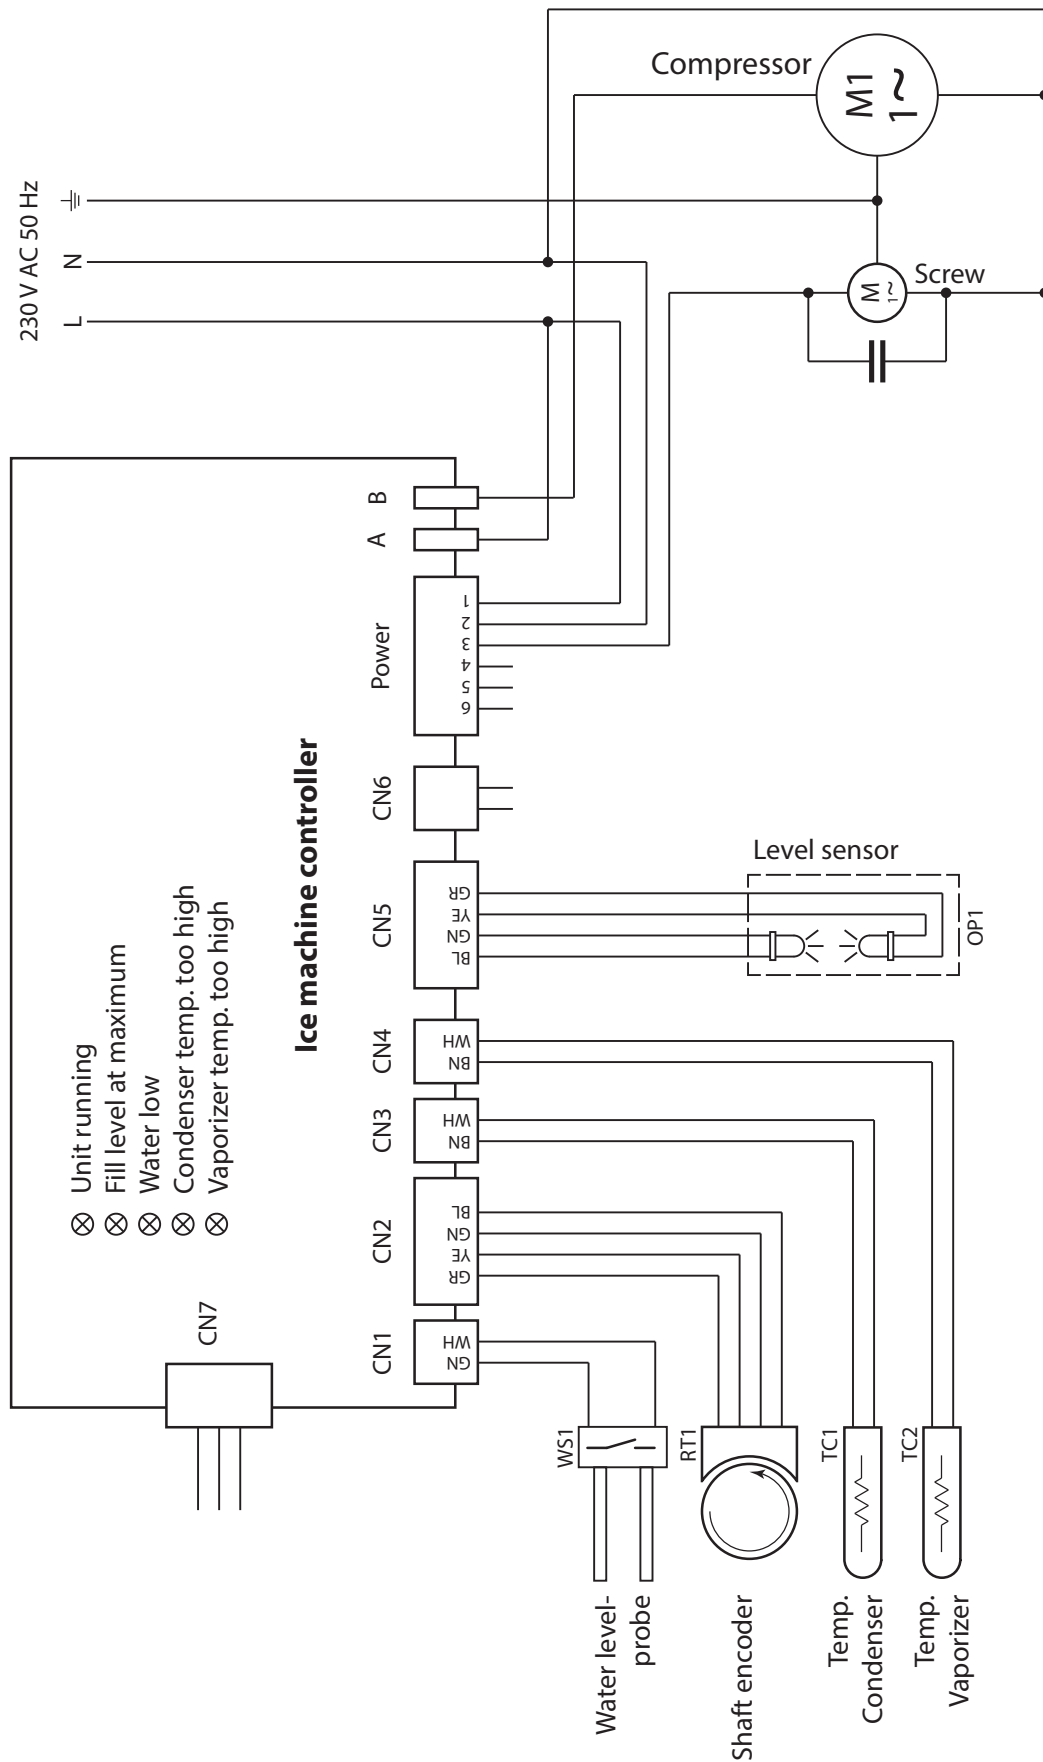 230 V AC 50 Hz
L
N
Compressor
M1
1~
Screw
M
1~
B
A
Power
1
2
3
4
5
6
Ice machine controller
Unit running
Fill level at maximum
Water low
Condenser temp. too high
Vaporizer temp. too high
CN7
CN6
CN5
GR
YE
GN
BL
CN4
WH
BN
CN3
WH
BN
CN2
BL
GN
YE
GR
CN1
WH
GN
Level sensor
OP1
WS1
Water level-
probe
RT1
Shaft encoder
TC1
Temp.
Condenser
TC2
Temp.
Vaporizer